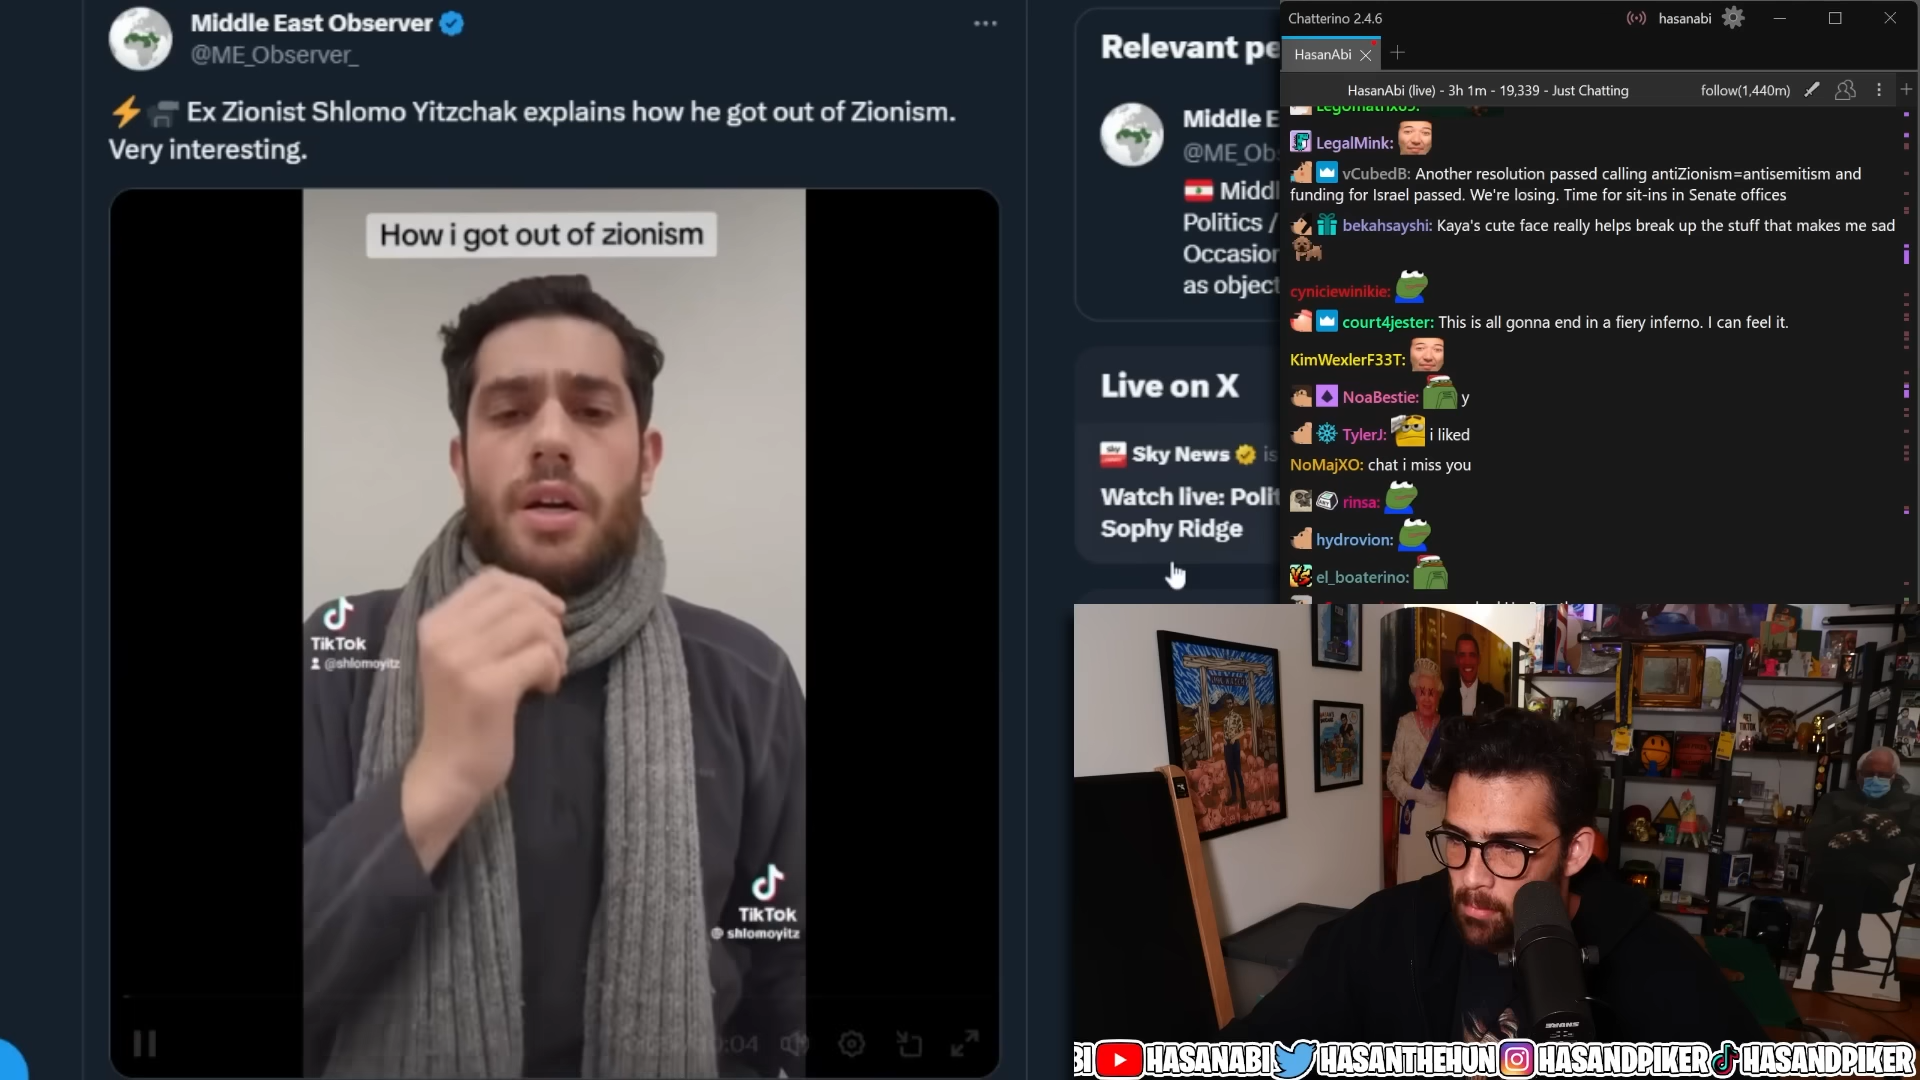 Middle East Observer
@ME_Observer_
Ex Zionist Shlomo Yitzchak explains how he got out of Zionism.
Very interesting.
How i got out of zionism
TikTok
@shlomoyitz
TikTok
@shlomoyitz
Relevant pe
Middle E
@ME_Obs
Middl
Politics /
Occasion
as object
Live on X
Sky News is
Watch live: Polit
Sophy Ridge
Chatterino 2.4.6
hasanabi
HasanAbi
HasanAbi (live) - 3h 1m - 19,339 - Just Chatting
follow(1,440m)
LegalMink:
vCubedB: Another resolution passed calling antiZionism=antisemitism and
funding for Israel passed. We're losing. Time for sit-ins in Senate offices
bekahsayshi: Kaya's cute face really helps break up the stuff that makes me sad
cyniciewinikie:
court4jester: This is all gonna end in a fiery inferno. I can feel it.
KimWexlerF33T:
NoaBestie: y
TylerJ: i liked
NoMajXO: chat i miss you
rinsa:
hydrovion:
el_boaterino:
BI HASANABI HASANTHEHUN HASANDPIKER HASANDPIKER